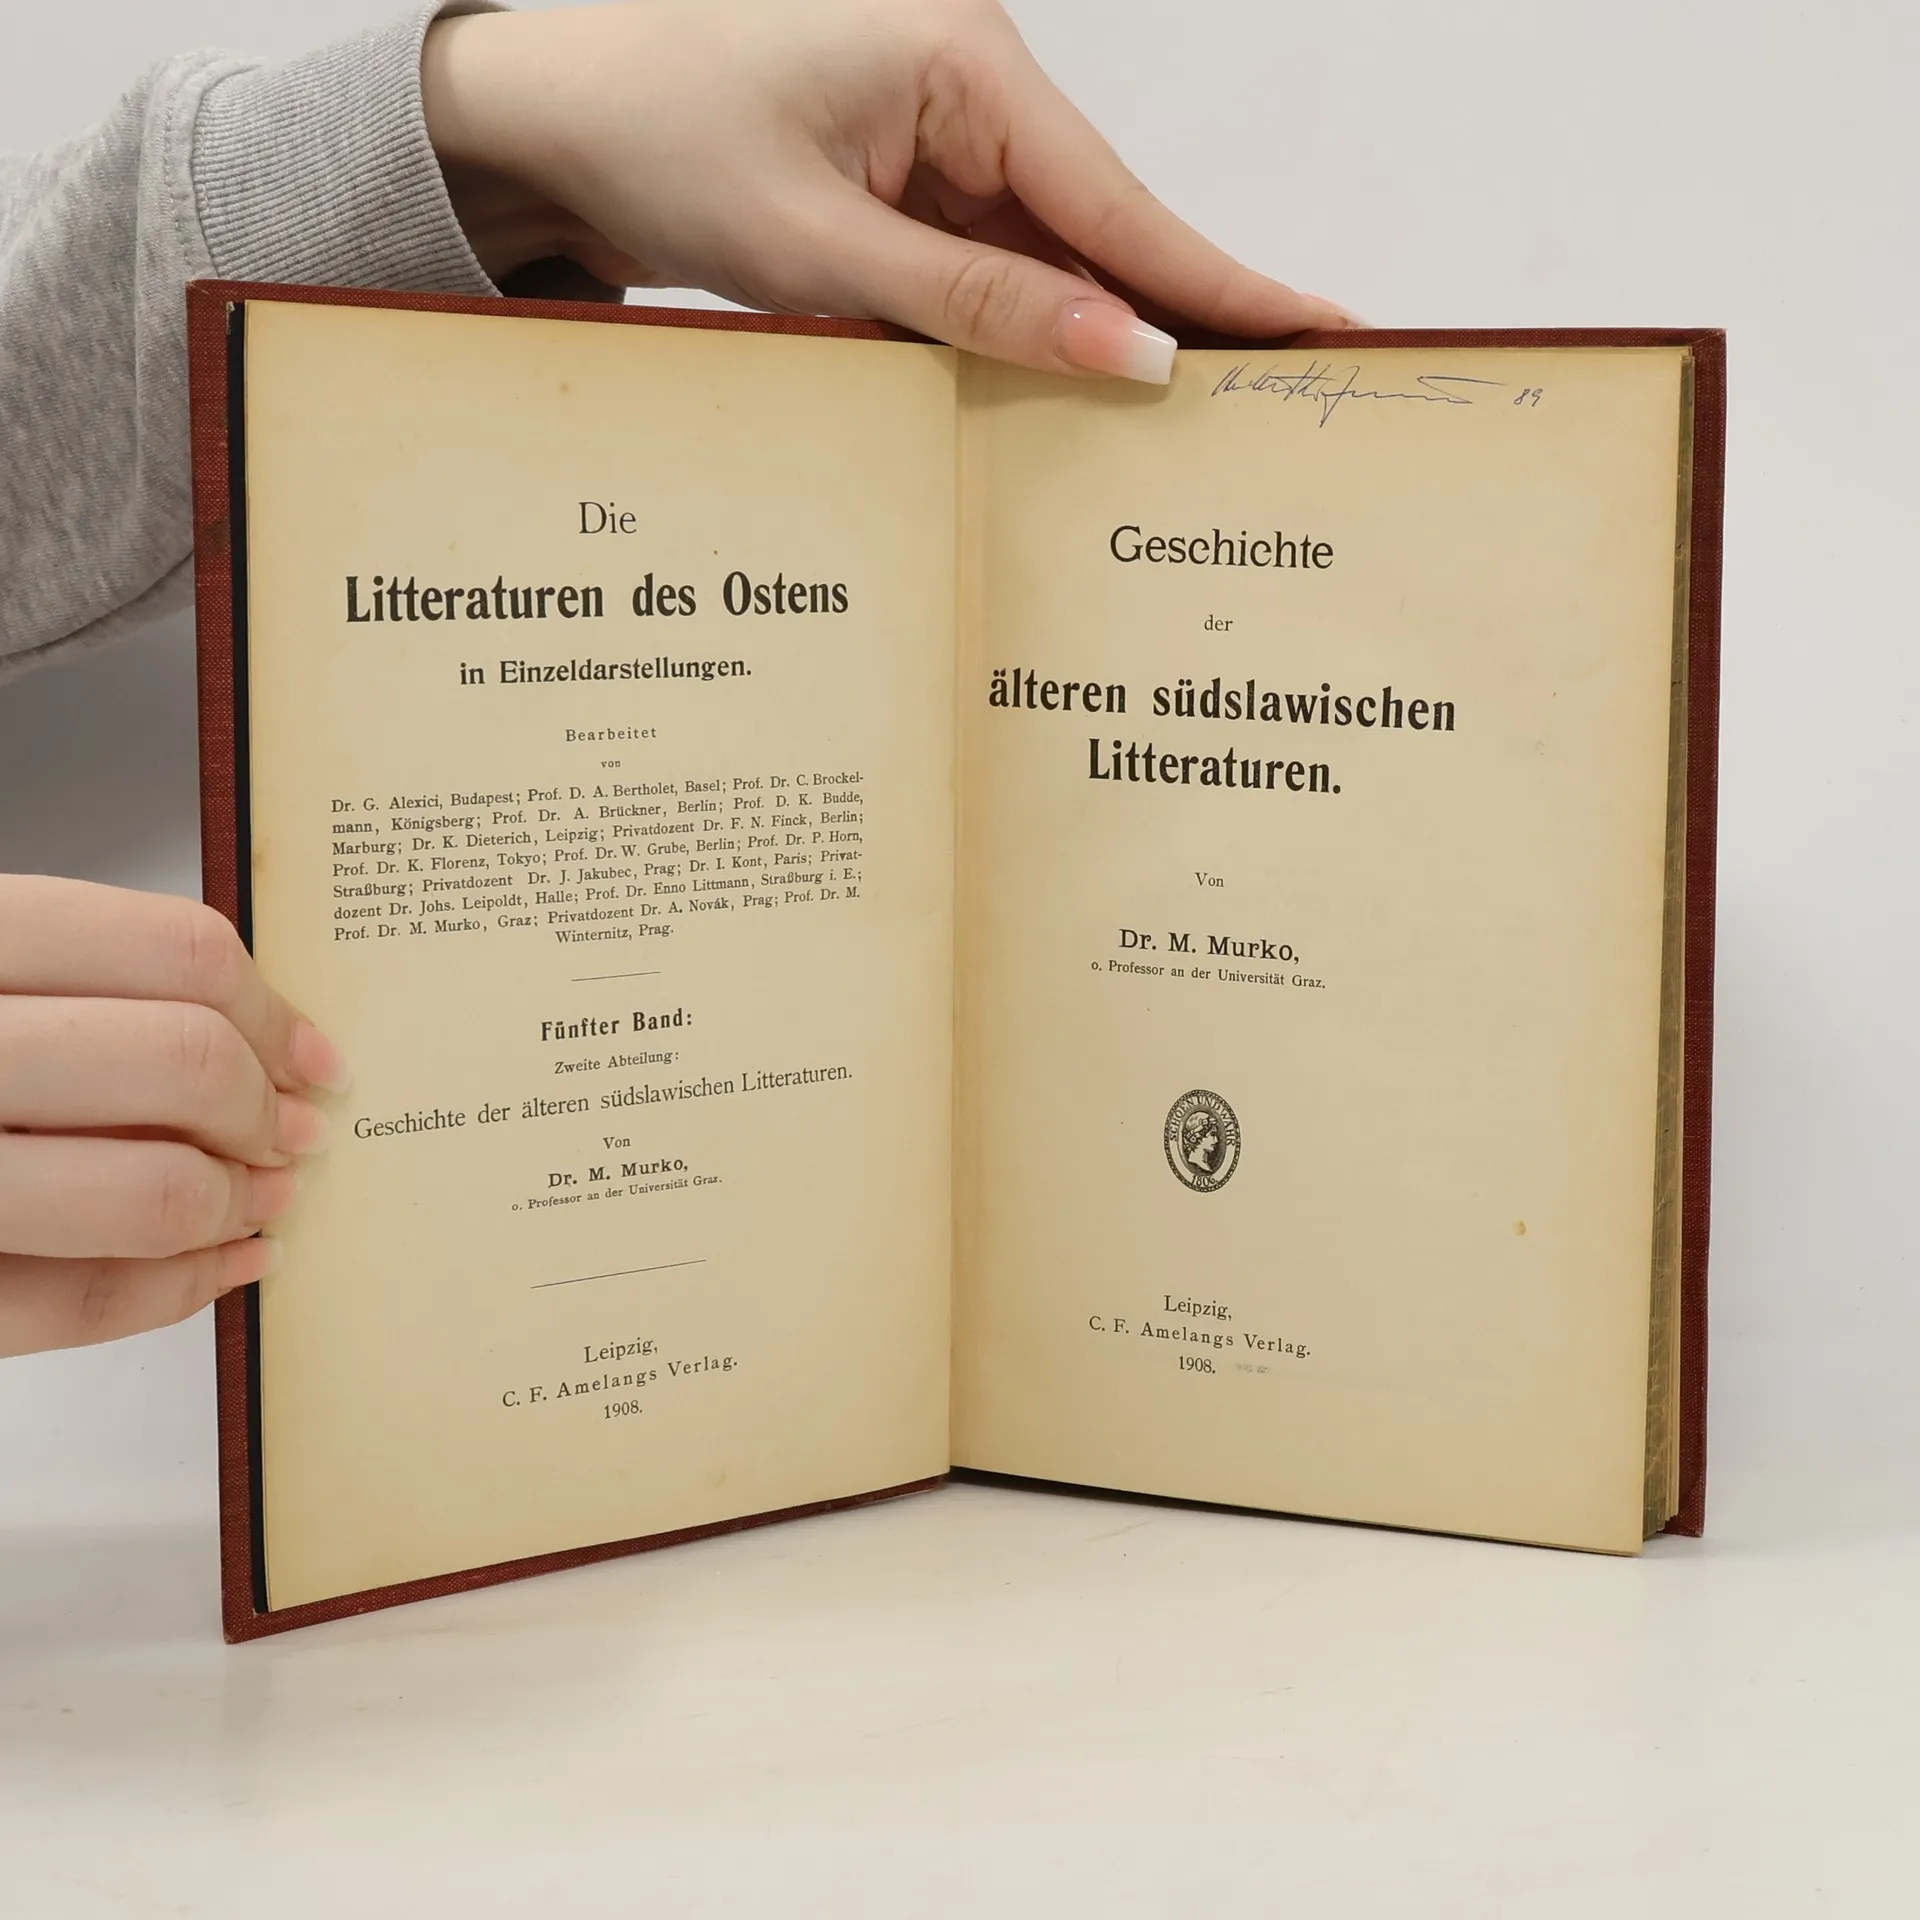 Die
Litteraturen des Ostens
in Einzeldarstellungen.
Bearbeitet
von
Dr. G. Alexici, Budapest; Prof. D. A. Bertholet, Basel; Prof. Dr. C. Brockel-
mann, Königsberg; Prof. Dr. A. Brückner, Berlin; Prof. D. K. Budde,
Marburg; Dr. K. Dieterich, Leipzig; Privatdozent Dr. F. N. Finck, Berlin;
Prof. Dr. K. Florenz, Tokyo; Prof. Dr. W. Grube, Berlin; Prof. Dr. P. Horn,
Straßburg; Privatdozent Dr. J. Jakubec, Prag; Dr. I. Kont, Paris; Privat-
dozent Dr. Johs. Leipoldt, Halle; Prof. Dr. Enno Littmann, Straßburg i. E.;
Prof. Dr. M. Murko, Graz; Privatdozent Dr. A. Novák, Prag; Prof. Dr. M.
Winternitz, Prag.
Fünfter Band:
Zweite Abteilung:
Geschichte der älteren südslawischen Litteraturen.
Von
Dr. M. Murko,
o. Professor an der Universität Graz.
Leipzig,
C. F. Amelangs Verlag.
1908.
89
Geschichte
der
älteren südslawischen
Litteraturen.
Von
Dr. M. Murko,
o. Professor an der Universität Graz.
SCHOEN UND WAHR
1806
Leipzig,
C. F. Amelangs Verlag.
1908.